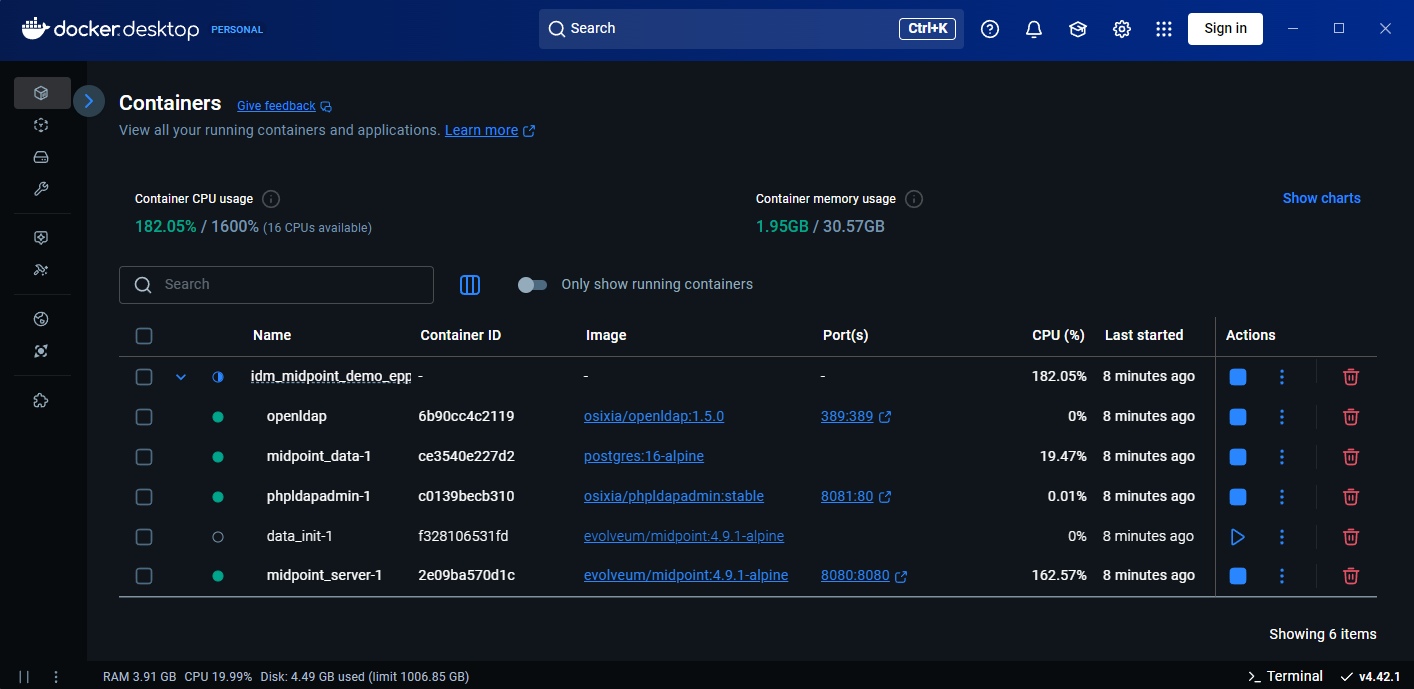 docker.desktop PERSONAL Search Ctrl+K Sign in
Containers Give feedback
View all your running containers and applications. Learn more
Container CPU usage Container memory usage Show charts
182.05% / 1600% (16 CPUs available) 1.95GB / 30.57GB
Search Only show running containers
Name Container ID Image Port(s) CPU (%) Last started Actions
idm_midpoint_demo_epp - - - 182.05% 8 minutes ago
openldap 6b90cc4c2119 osixia/openldap:1.5.0 389:389 0% 8 minutes ago
midpoint_data-1 ce3540e227d2 postgres:16-alpine 19.47% 8 minutes ago
phpldapadmin-1 c0139becb310 osixia/phpldapadmin:stable 8081:80 0.01% 8 minutes ago
data_init-1 f328106531fd evolveum/midpoint:4.9.1-alpine 0% 8 minutes ago
midpoint_server-1 2e09ba570d1c evolveum/midpoint:4.9.1-alpine 8080:8080 162.57% 8 minutes ago
Showing 6 items
RAM 3.91 GB CPU 19.99% Disk: 4.49 GB used (limit 1006.85 GB) Terminal v4.42.1